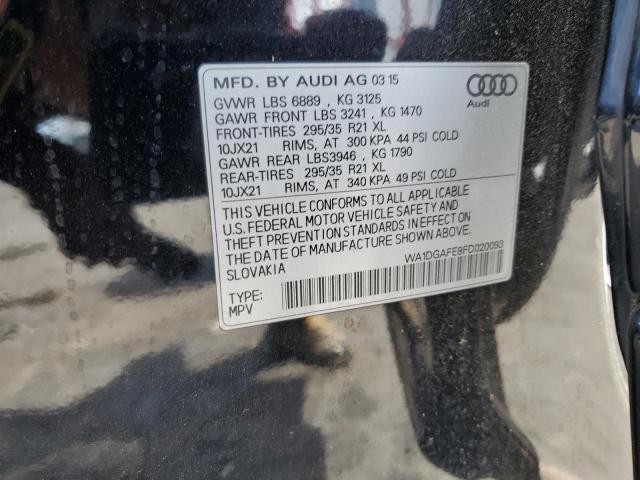 MFD. BY AUDI AG 03 15
GVWR LBS 6889 , KG 3125
GAWR FRONT LBS 3241 , KG 1470
FRONT-TIRES 295/35 R21 XL
10JX21 RIMS, AT 300 KPA 44 PSI COLD
GAWR REAR LBS3946 , KG 1790
REAR-TIRES 295/35 R21 XL
10JX21 RIMS, AT 340 KPA 49 PSI COLD
THIS VEHICLE CONFORMS TO ALL APPLICABLE
U.S. FEDERAL MOTOR VEHICLE SAFETY AND
THEFT PREVENTION STANDARDS IN EFFECT ON
THE DATE OF MANUFACTURE SHOWN ABOVE.
SLOVAKIA
Audi
WA1DGAFE8FD020093
TYPE:
MPV